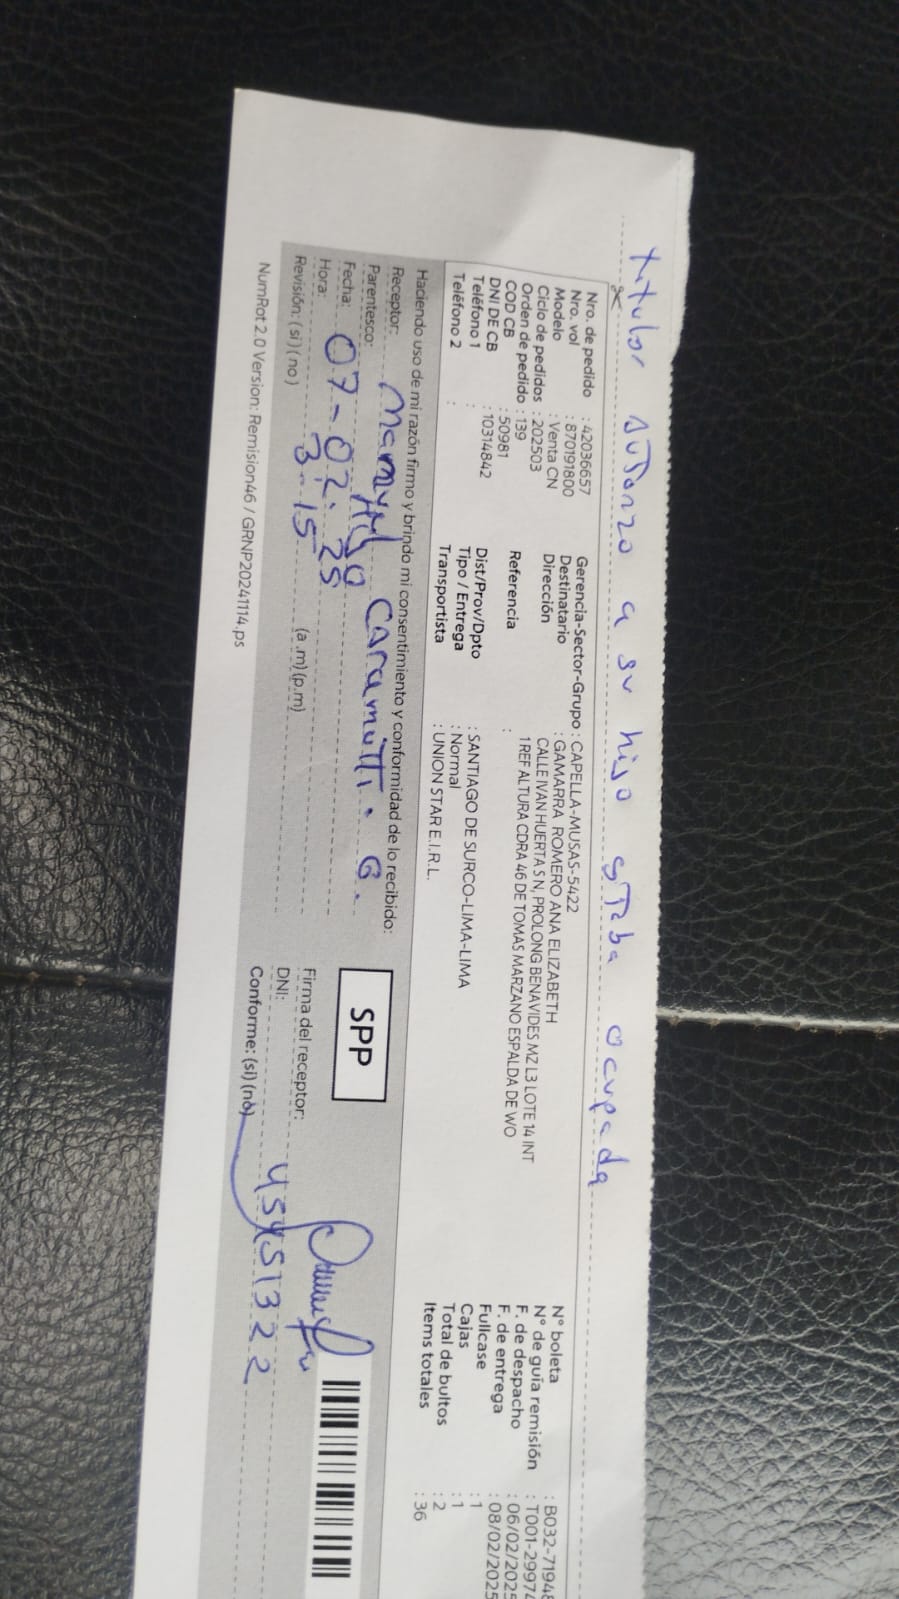 titular autorizo a su hijo staba ocupada
Nro. de pedido : 42036657
Nro. vol : 870191800
Modelo : Venta CN
Ciclo de pedidos : 202503
Orden de pedido : 139
COD CB : 50981
DNI DE CB : 10314842
Teléfono 1 :
Teléfono 2 :
Gerencia-Sector-Grupo : CAPELLA-MUSAS-5422
Destinatario : GAMARRA ROMERO ANA ELIZABETH
Dirección CALLE IVAN HUERTA S N, PROLONG BENAVIDES MZ L3 LOTE 14 INT
1 REF ALTURA CDRA 46 DE TOMAS MARZANO ESPALDA DE WO
Referencia :
Dist/Prov/Dpto : SANTIAGO DE SURCO-LIMA-LIMA
Tipo / Entrega : Normal
Transportista : UNION STAR E.I.R.L.
N° boleta : B032-71948
N° de guía remisión : T001-29974
F. de despacho : 06/02/2025
F. de entrega : 08/02/2025
Fullcase : 1
Cajas : 1
Total de bultos : 2
Items totales : 36
Haciendo uso de mi razón firmo y brindo mi consentimiento y conformidad de lo recibido:
Receptor: Caramutti. G.
Parentesco: Hijo
Fecha: 07-02-25
Hora: 3-15 (a .m) (p.m)
Revisión: ( si ) ( no )
SPP
Firma del receptor:
DNI: 45451322
Conforme: (si) (no)
NumRot 2.0 Version: Remision46 / GRNP20241114.ps